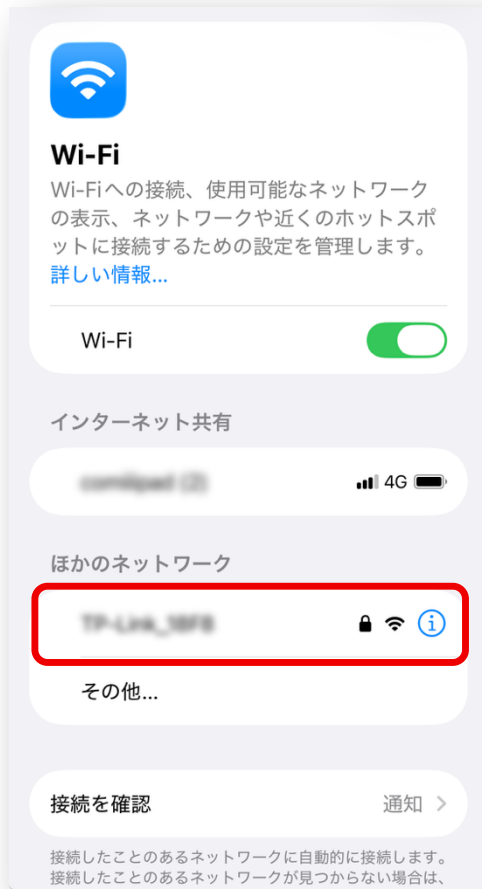 Wi-Fi
Wi-Fiへの接続、使用可能なネットワーク
の表示、ネットワークや近くのホットスポ
ットに接続するための設定を管理します。
詳しい情報...
Wi-Fi
インターネット共有
4G
ほかのネットワーク
その他...
接続を確認
通知
接続したことのあるネットワークに自動的に接続します。
接続したことのあるネットワークが見つからない場合は、